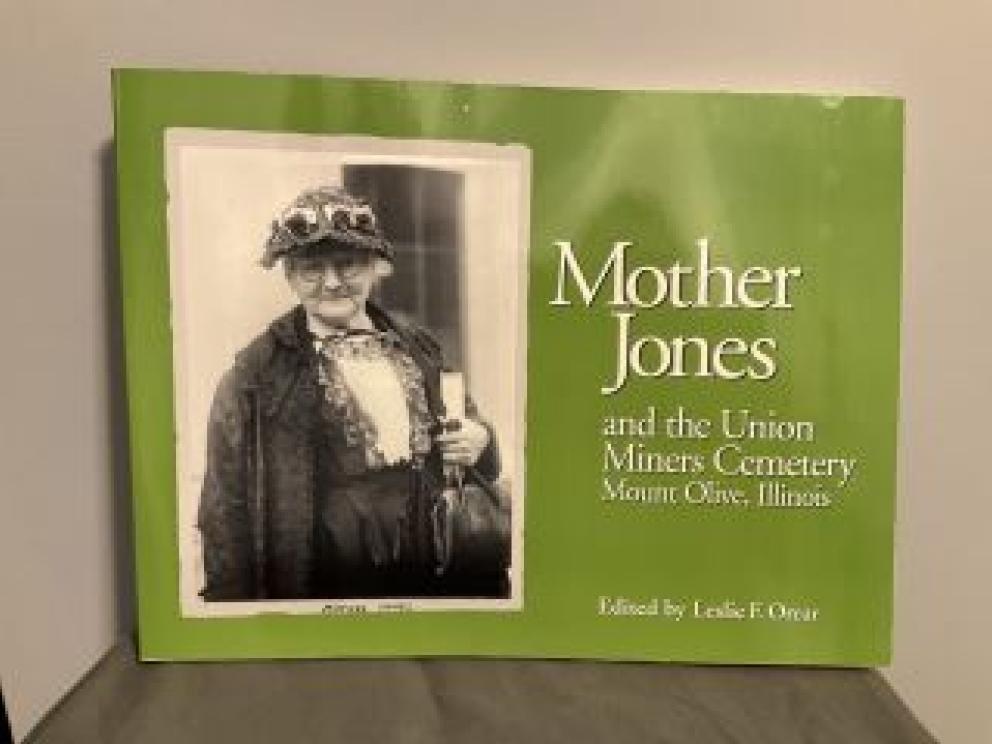 Mother
Jones
and the Union
Miners Cemetery
Mount Olive, Illinois
Edited by Leslie F. Orear